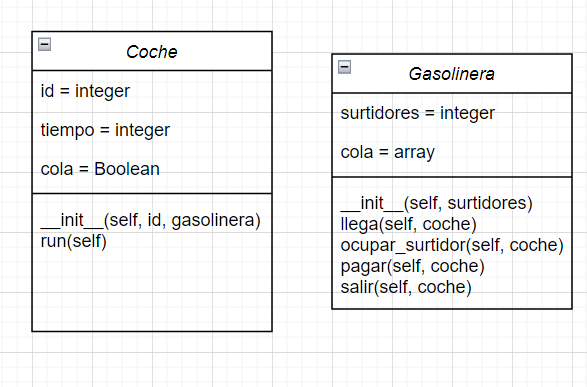 Coche
id = integer
tiempo = integer
cola = Boolean
__init__(self, id, gasolinera)
run(self)
Gasolinera
surtidores = integer
cola = array
__init__(self, surtidores)
llega(self, coche)
ocupar_surtidor(self, coche)
pagar(self, coche)
salir(self, coche)